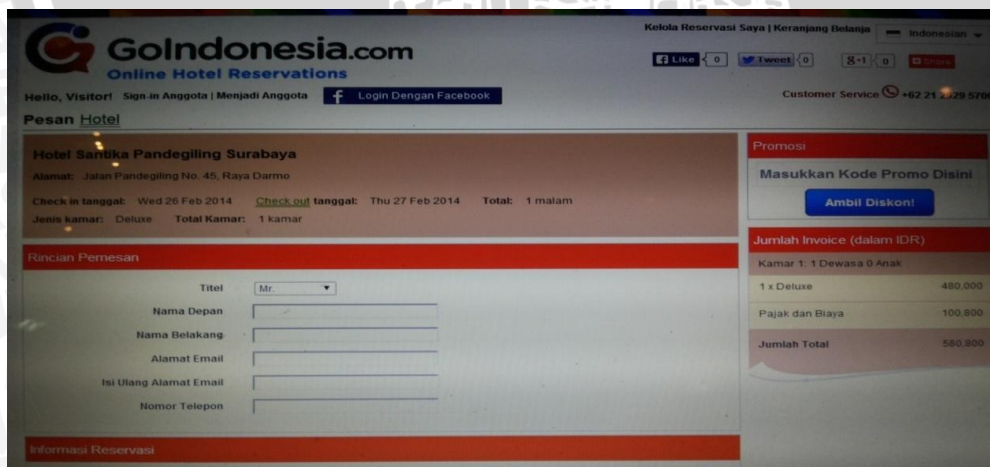 Kelola Reservasi Saya | Keranjang Belanja
Indonesian
GoIndonesia.com
Online Hotel Reservations
Like 0
Tweet 0
g+1 0
Share
Hello, Visitor! Sign-in Anggota | Menjadi Anggota f Login Dengan Facebook
Customer Service
Pesan Hotel
Hotel Santika Pandegiling Surabaya
Alamat: Jalan Pandegiling No. 45, Raya Darmo
Check in tanggal: Wed 26 Feb 2014 Check out tanggal: Thu 27 Feb 2014 Total: 1 malam
Jenis kamar: Deluxe Total Kamar: 1 kamar
Rincian Pemesan
Titel Mr.
Nama Depan
Nama Belakang
Alamat Email
Isi Ulang Alamat Email
Nomor Telepon
Informasi Reservasi
Promosi
Masukkan Kode Promo Disini
Ambil Diskon!
Jumlah Invoice (dalam IDR)
Kamar 1: 1 Dewasa 0 Anak
1 x Deluxe 480,000
Pajak dan Biaya 100,800
Jumlah Total 580,800